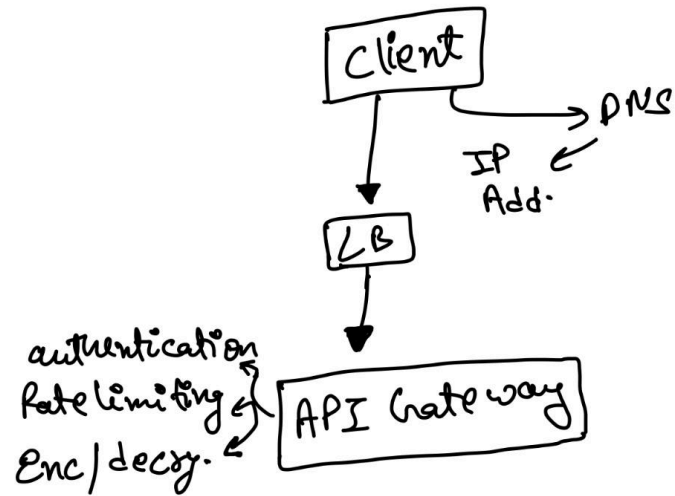 Client
DNS
IP
Add.
LB
authentication
Rate limiting
Enc/decry.
API Gateway